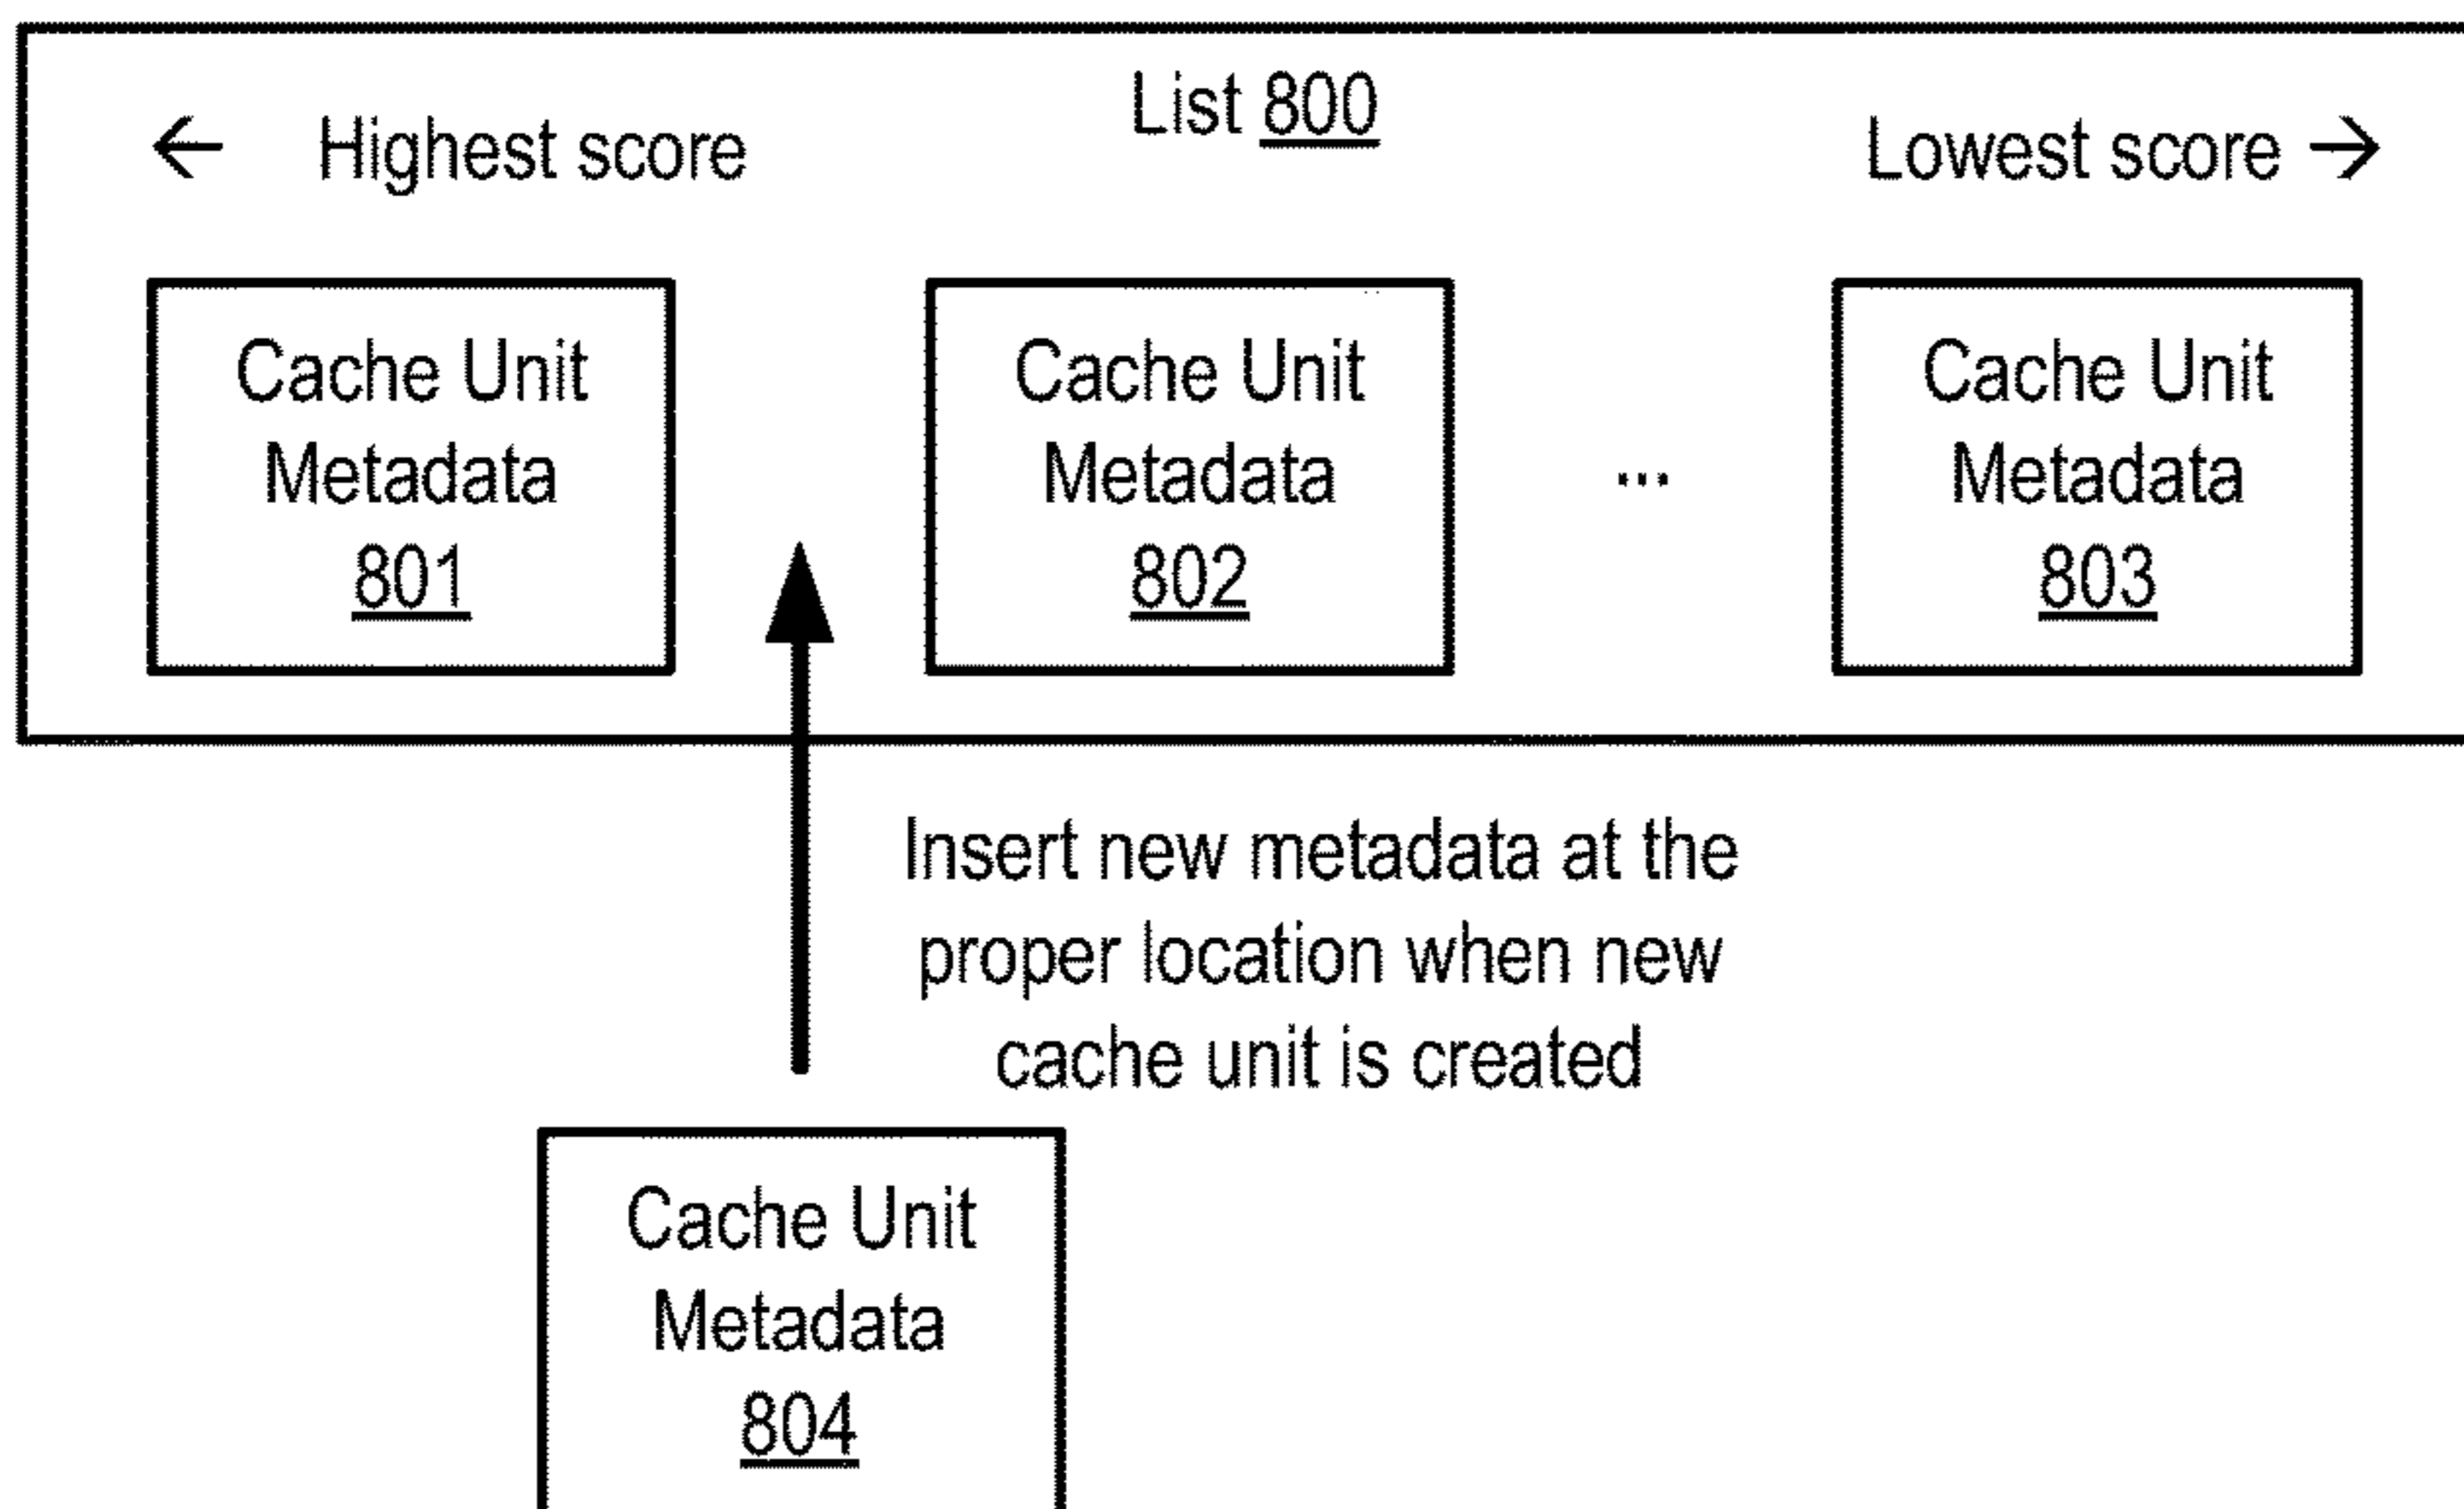 List 800
← Highest score
Lowest score →
Cache Unit
Metadata
801
Cache Unit
Metadata
802
...
Cache Unit
Metadata
803
Insert new metadata at the
proper location when new
cache unit is created
Cache Unit
Metadata
804